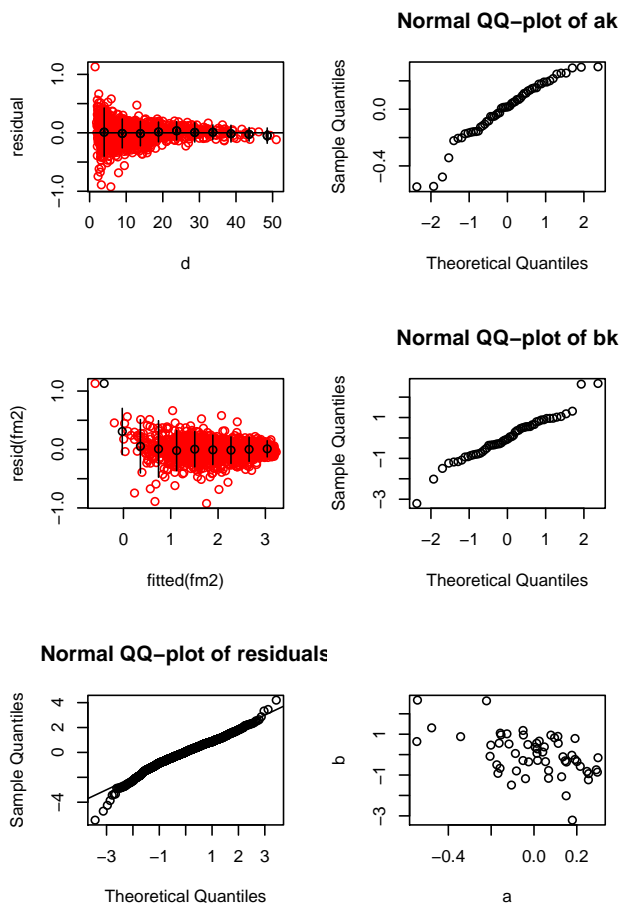 Normal QQ−plot of ak
residual
−1.0 0.0 1.0
0 10 20 30 40 50
d
Sample Quantiles
−0.4 0.0
−2 −1 0 1 2
Theoretical Quantiles
Normal QQ−plot of bk
resid(fm2)
−1.0 0.0 1.0
0 1 2 3
fitted(fm2)
Sample Quantiles
−3 −1 1
−2 −1 0 1 2
Theoretical Quantiles
Normal QQ−plot of residuals
Sample Quantiles
−4 0 2 4
−3 −1 1 2 3
Theoretical Quantiles
b
−3 −1 1
−0.4 0.0 0.2
a